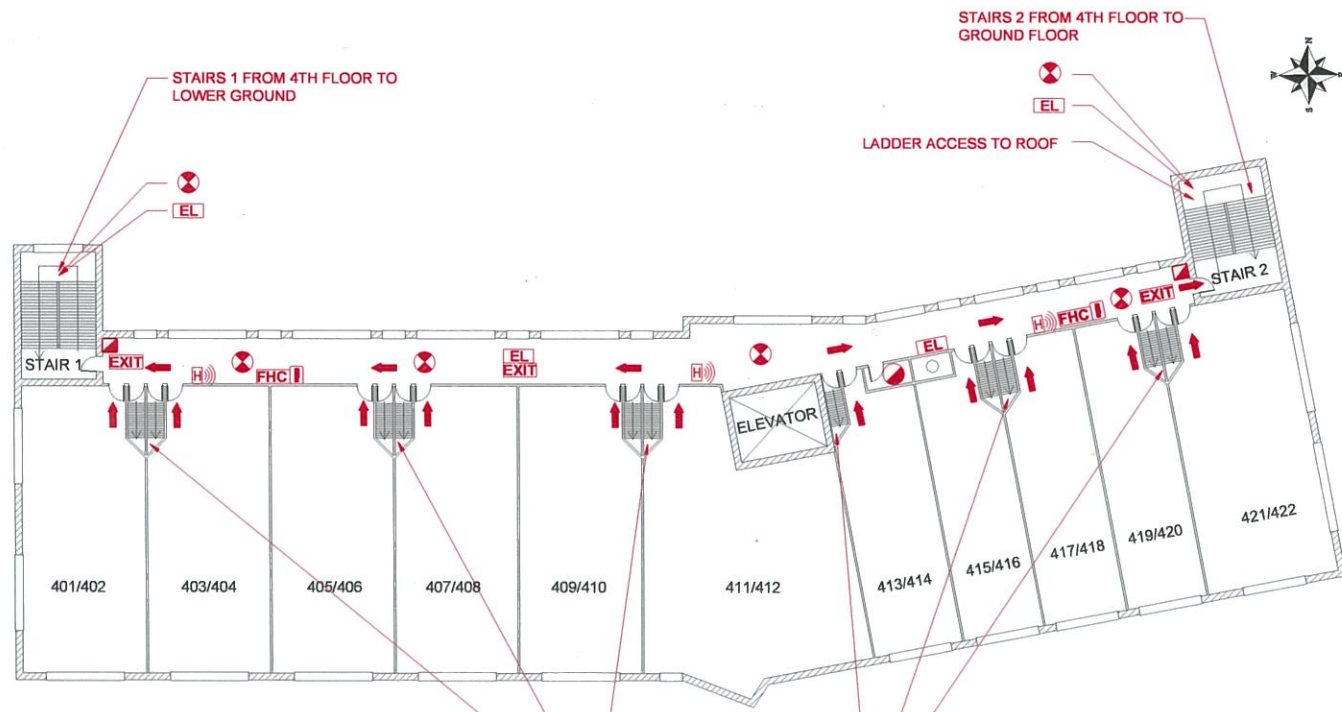 STAIRS 2 FROM 4TH FLOOR TO
GROUND FLOOR
N
W
E
S
STAIRS 1 FROM 4TH FLOOR TO
LOWER GROUND
EL
LADDER ACCESS TO ROOF
EL
STAIR 2
EXIT
H
FHC
EL
STAIR 1
EXIT
H
FHC
EL
EXIT
H
ELEVATOR
401/402
403/404
405/406
407/408
409/410
411/412
413/414
415/416
417/418
419/420
421/422